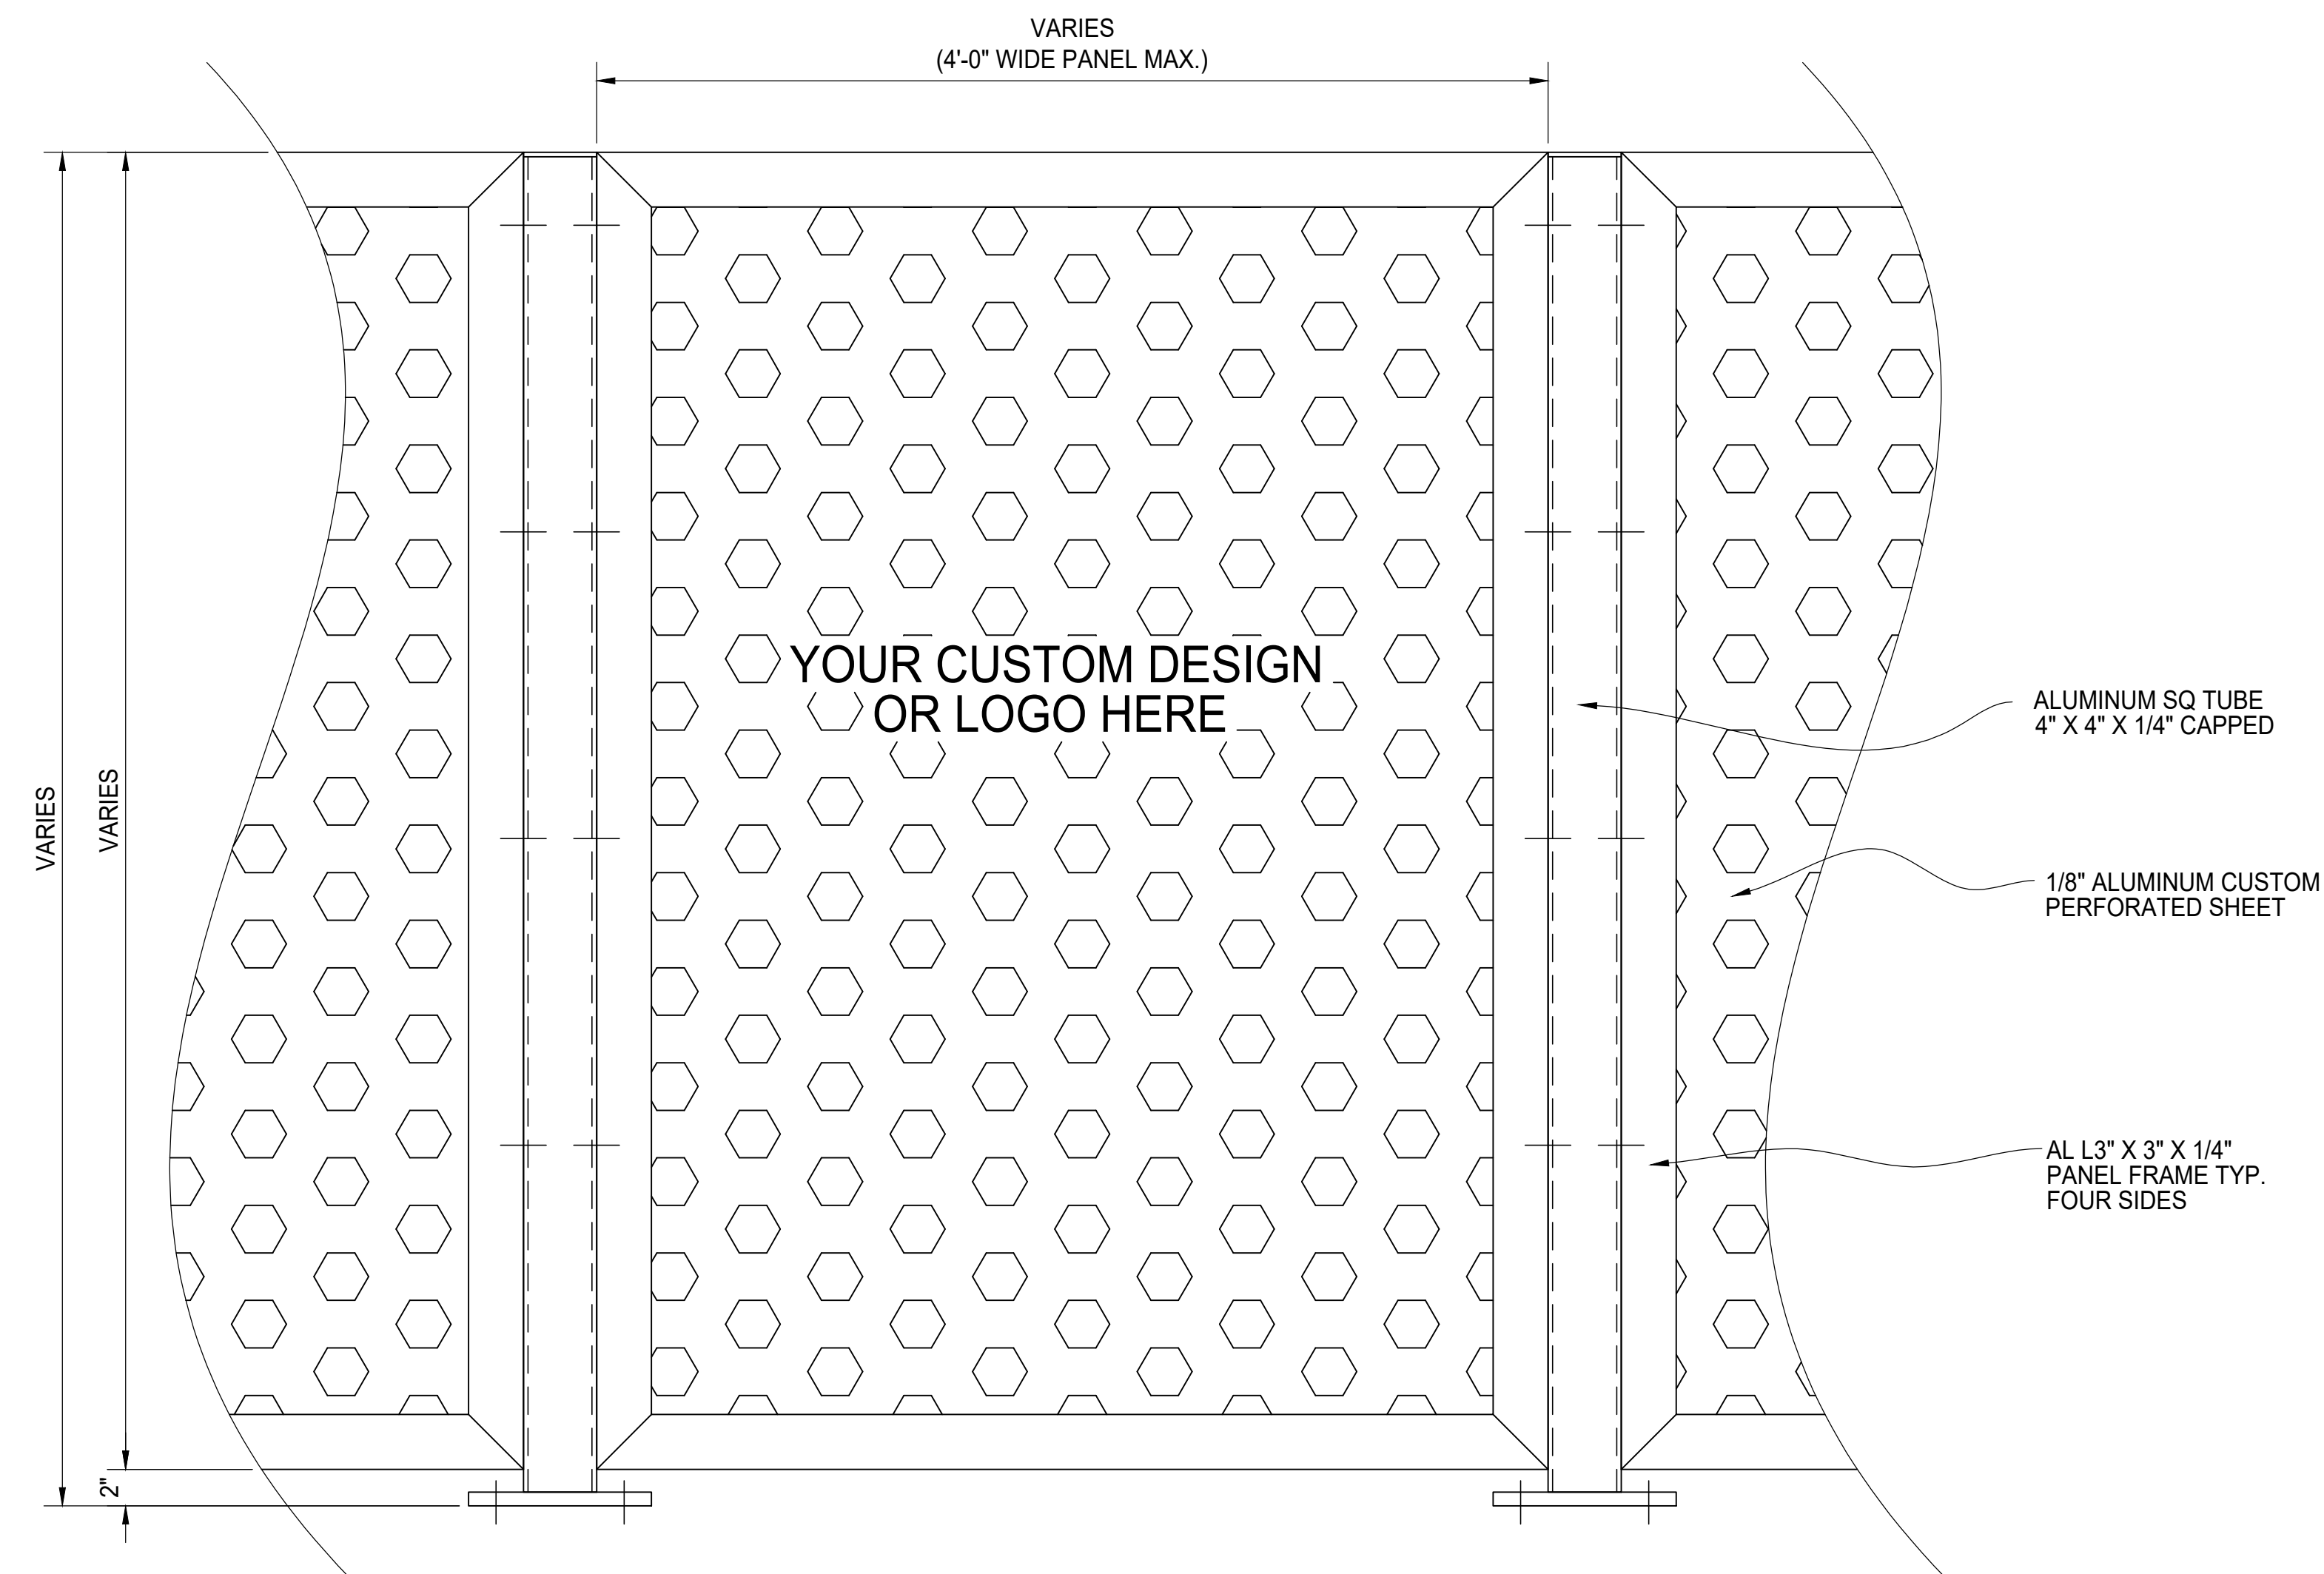 VARIES
(4'-0" WIDE PANEL MAX.)
YOUR CUSTOM DESIGN
OR LOGO HERE
ALUMINUM SQ TUBE
4" X 4" X 1/4" CAPPED
VARIES
VARIES
1/8" ALUMINUM CUSTOM
PERFORATED SHEET
AL L3" X 3" X 1/4"
PANEL FRAME TYP.
FOUR SIDES
2"